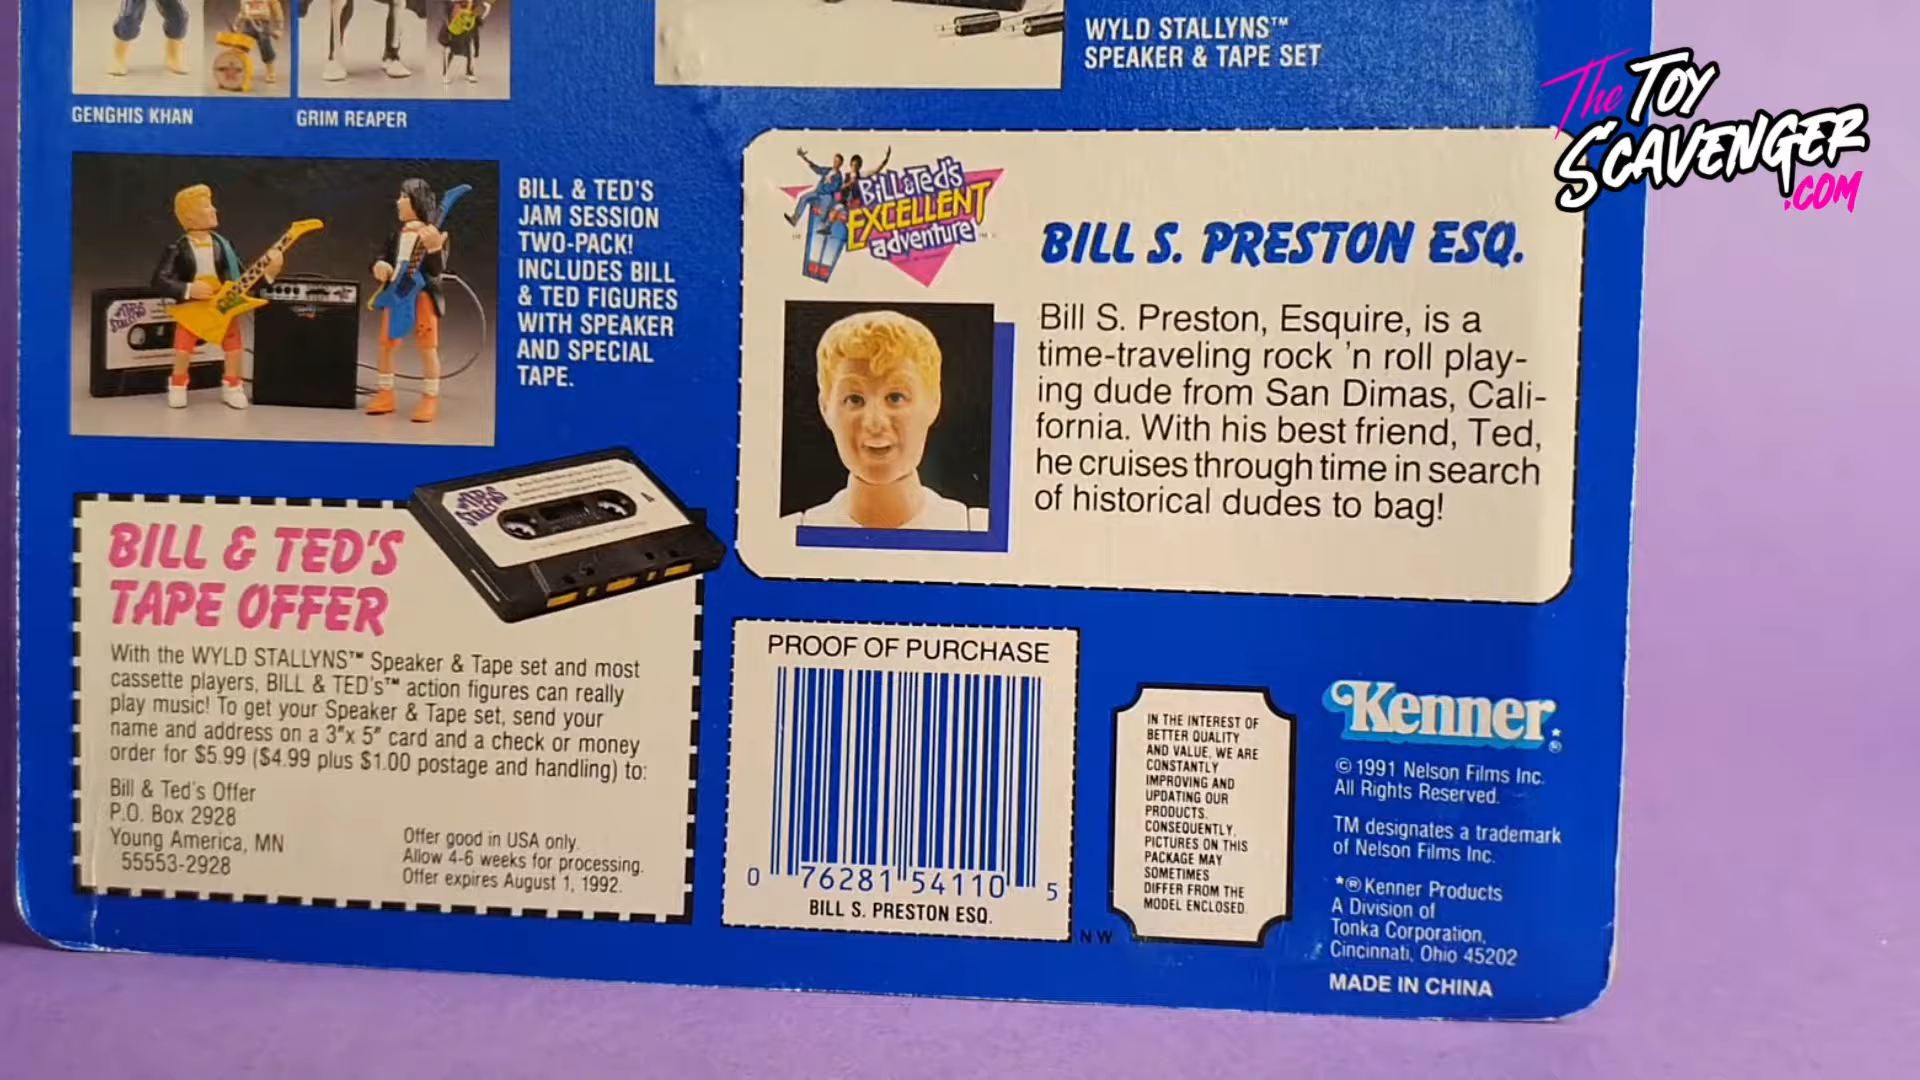 WYLD STALLYNS™
SPEAKER & TAPE SET
The TOY
SCAVENGER
.COM
GENGHIS KHAN
GRIM REAPER
BILL & TED'S
JAM SESSION
TWO-PACK!
INCLUDES BILL
& TED FIGURES
WITH SPEAKER
AND SPECIAL
TAPE.
WYLD
STALLYNS
Bill & Ted's
EXCELLENT
adventure
BILL S. PRESTON ESQ.
Bill S. Preston, Esquire, is a
time-traveling rock 'n roll play-
ing dude from San Dimas, Cali-
fornia. With his best friend, Ted,
he cruises through time in search
of historical dudes to bag!
WYLD
STALLYNS
A
BILL & TED'S
TAPE OFFER
With the WYLD STALLYNS™ Speaker & Tape set and most
cassette players, BILL & TED's™ action figures can really
play music! To get your Speaker & Tape set, send your
name and address on a 3"x 5" card and a check or money
order for $5.99 ($4.99 plus $1.00 postage and handling) to:
Bill & Ted's Offer
P.O. Box 2928
Young America, MN
55553-2928
Offer good in USA only.
Allow 4-6 weeks for processing.
Offer expires August 1, 1992.
PROOF OF PURCHASE
0 76281 54110 5
BILL S. PRESTON ESQ.
NW
IN THE INTEREST OF
BETTER QUALITY
AND VALUE, WE ARE
CONSTANTLY
IMPROVING AND
UPDATING OUR
PRODUCTS.
CONSEQUENTLY,
PICTURES ON THIS
PACKAGE MAY
SOMETIMES
DIFFER FROM THE
MODEL ENCLOSED.
Kenner*®
© 1991 Nelson Films Inc.
All Rights Reserved.
TM designates a trademark
of Nelson Films Inc.
*® Kenner Products
A Division of
Tonka Corporation,
Cincinnati, Ohio 45202
MADE IN CHINA